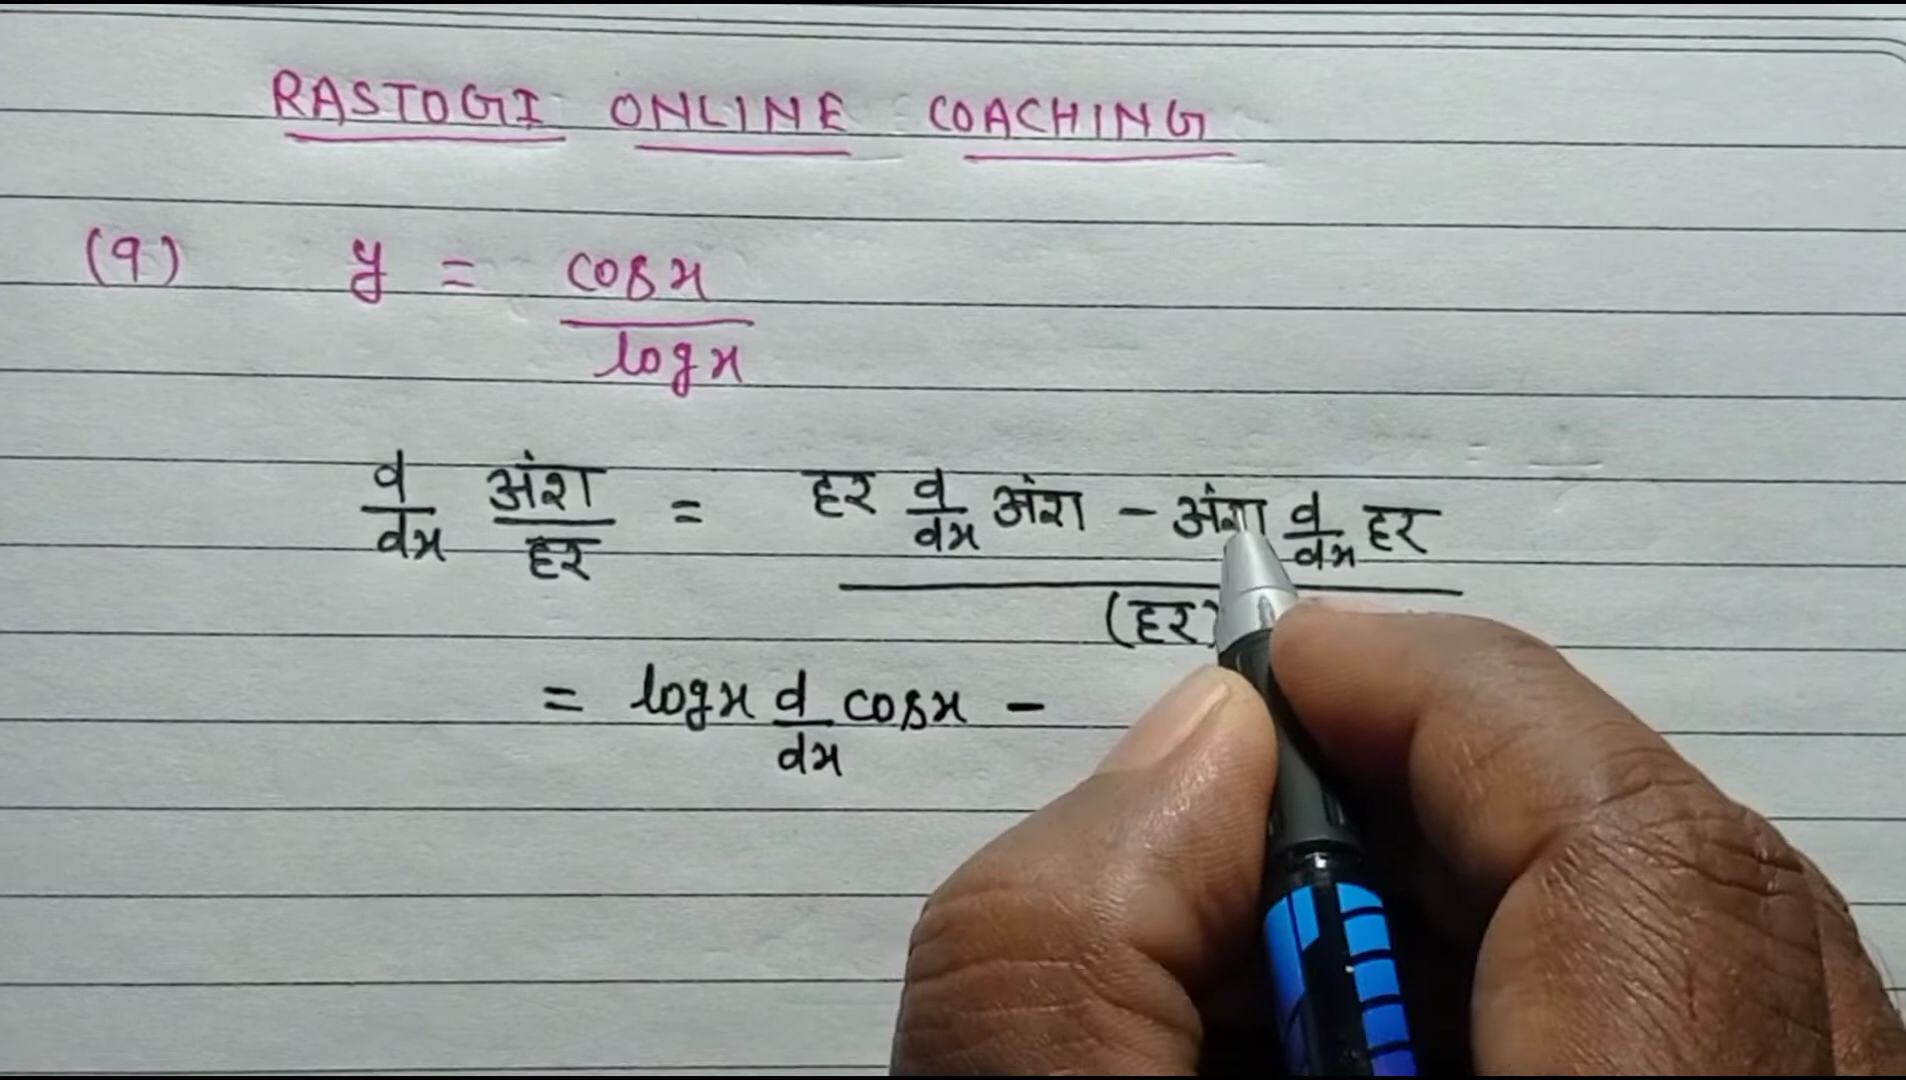 RASTOGI ONLINE COACHING
(9) y = cosx / logx
d/dx अंश/हर = हर d/dx अंश - अंश d/dx हर / (हर)
= logx d/dx cosx -